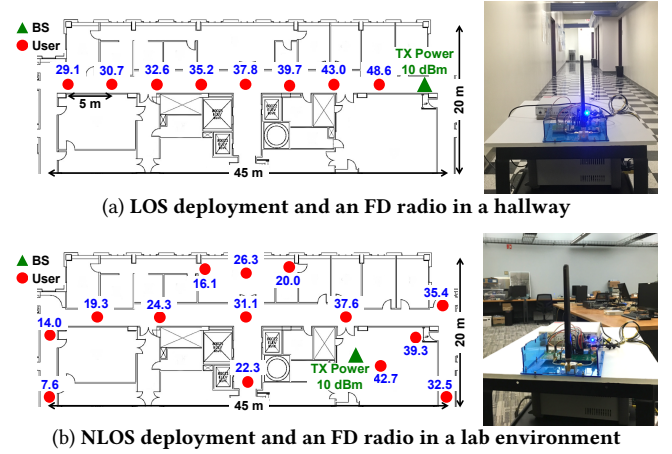 BS
User
TX Power
10 dBm
29.1 30.7 32.6 35.2 37.8 39.7 43.0 48.6
5 m
20 m
45 m
(a) LOS deployment and an FD radio in a hallway
BS
User
26.3
16.1 20.0
35.4
19.3 24.3 31.1 37.6
14.0
20 m
39.3
TX Power
10 dBm
22.3
42.7
7.6 32.5
45 m
(b) NLOS deployment and an FD radio in a lab environment